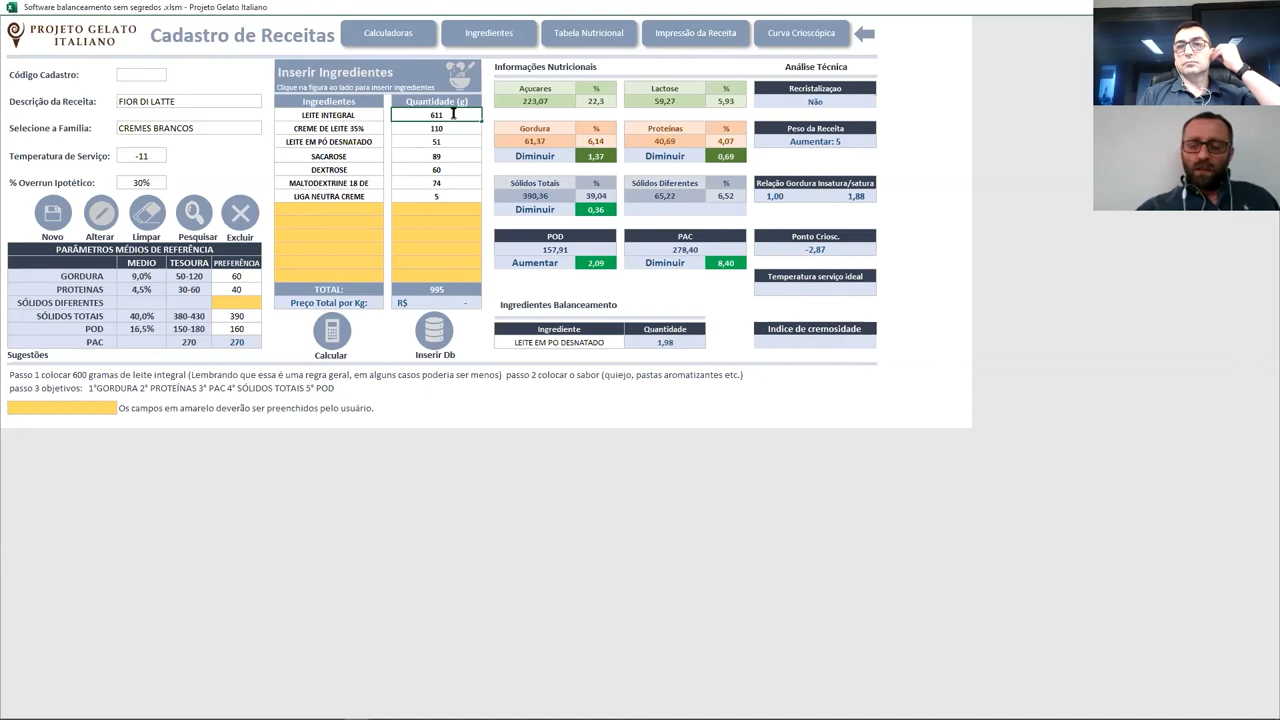 Software balanceamento sem segredos .xlsm - Projeto Gelato Italiano
PROJETO GELATO
ITALIANO
Cadastro de Receitas
Calculadoras
Ingredientes
Tabela Nutricional
Impressão da Receita
Curva Crioscópica
Código Cadastro:
Descrição da Receita: FIOR DI LATTE
Selecione a Família: CREMES BRANCOS
Temperatura de Serviço: -11
% Overrun Ipotético: 30%
Novo Alterar Limpar Pesquisar Excluir
PARÂMETROS MÉDIOS DE REFERÊNCIA
MEDIO TESOURA PREFERÊNCIA
GORDURA 9,0% 50-120 60
PROTEINAS 4,5% 30-60 40
SÓLIDOS DIFERENTES
SÓLIDOS TOTAIS 40,0% 380-430 390
POD 16,5% 150-180 160
PAC 270 270
Sugestões
Inserir Ingredientes
Clique na figura ao lado para inserir ingredientes
Ingredientes Quantidade (g)
LEITE INTEGRAL 611
CREME DE LEITE 35% 110
LEITE EM PÓ DESNATADO 51
SACAROSE 89
DEXTROSE 60
MALTODEXTRINE 18 DE 74
LIGA NEUTRA CREME 5
TOTAL: 995
Preço Total por Kg: R$ -
Calcular Inserir Db
Informações Nutricionais
Açucares % Lactose %
223,07 22,3 59,27 5,93
Gordura % Proteínas %
61,37 6,14 40,69 4,07
Diminuir 1,37 Diminuir 0,69
Sólidos Totais % Sólidos Diferentes %
390,36 39,04 65,22 6,52
Diminuir 0,36
POD PAC
157,91 278,40
Aumentar 2,09 Diminuir 8,40
Ingredientes Balanceamento
Ingrediente Quantidade
LEITE EM PO DESNATADO 1,98
Análise Técnica
Recristalizaçao
Não
Peso da Receita
Aumentar: 5
Relação Gordura Insatura/satura
1,00 1,88
Ponto Criosc.
-2,87
Temperatura serviço ideal
Indice de cremosidade
Passo 1 colocar 600 gramas de leite integral (Lembrando que essa é uma regra geral, em alguns casos poderia ser menos) passo 2 colocar o sabor (quiejo, pastas aromatizantes etc.)
passo 3 objetivos: 1°GORDURA 2° PROTEÍNAS 3° PAC 4° SÓLIDOS TOTAIS 5° POD
Os campos em amarelo deverão ser preenchidos pelo usuário.